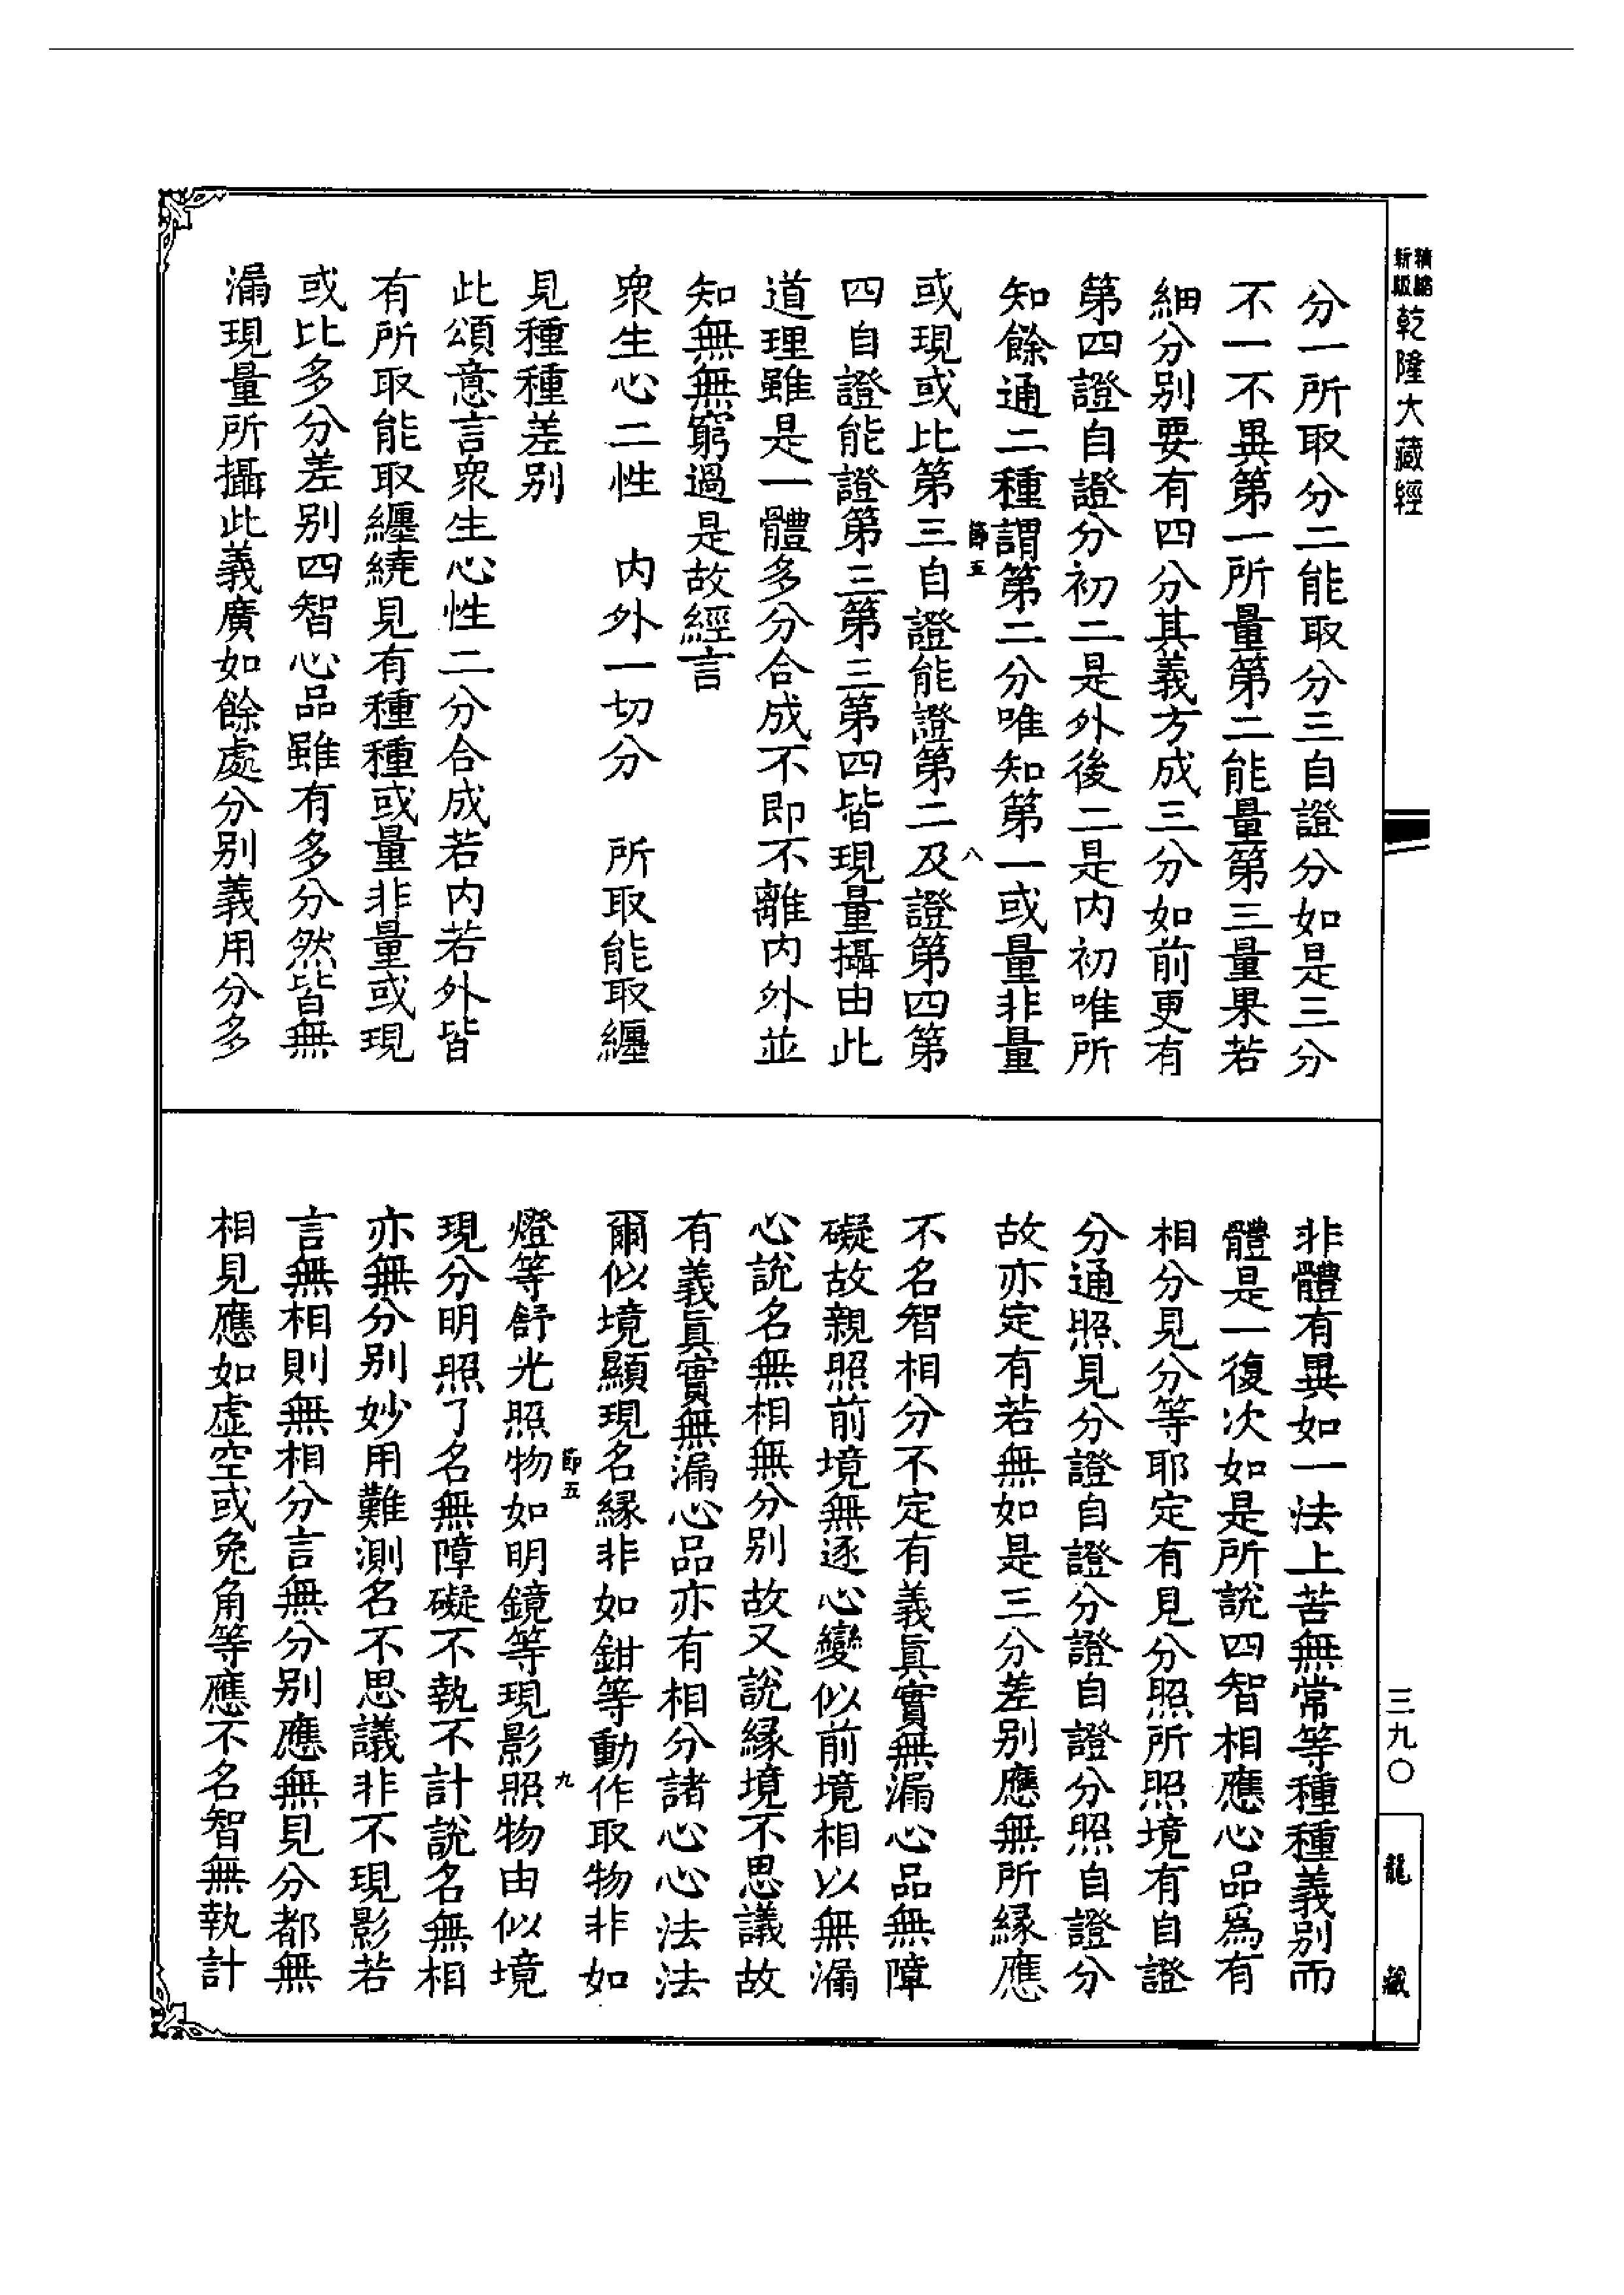 精縮
新版
乾隆大藏經
分一所取分二能取分三自證分如是三分
不一不異第一所量第二能量第三量果若
細分別要有四分其義方成三分如前更有
第四證自證分初二是外後二是內初唯所
知餘通二種謂第二分唯知第一或量非量
節五
八
或現或比第三自證能證第二及證第四第
四自證能證第三第三第四皆現量攝由此
道理雖是一體多分合成不即不離內外並
知無無窮過是故經言
眾生心二性 內外一切分 所取能取纏
見種種差別
此頌意言眾生心性二分合成若內若外皆
有所取能取纏繞見有種種或量非量或現
或比多分差別四智心品雖有多分然皆無
漏現量所攝此義廣如餘處分別義用分多
非體有異如一法上苦無常等種種義別而
體是一復次如是所說四智相應心品為有
相分見分等耶定有見分照所照境有自證
分通照見分證自證分證自證分照自證分
故亦定有若無如是三分差別應無所緣應
不名智相分不定有義眞實無漏心品無障
礙故親照前境無逐心變似前境相以無漏
心說名無相無分別故又說緣境不思議故
有義眞實無漏心品亦有相分諸心心法法
爾似境顯現名緣非如鉗等動作取物非如
節五
九
燈等舒光照物如明鏡等現影照物由似境
現分明照了名無障礙不執不計說名無相
亦無分別妙用難測名不思議非不現影若
言無相則無相分言無分別應無見分都無
相見應如虛空或兔角等應不名智無執計
三九〇
龍藏